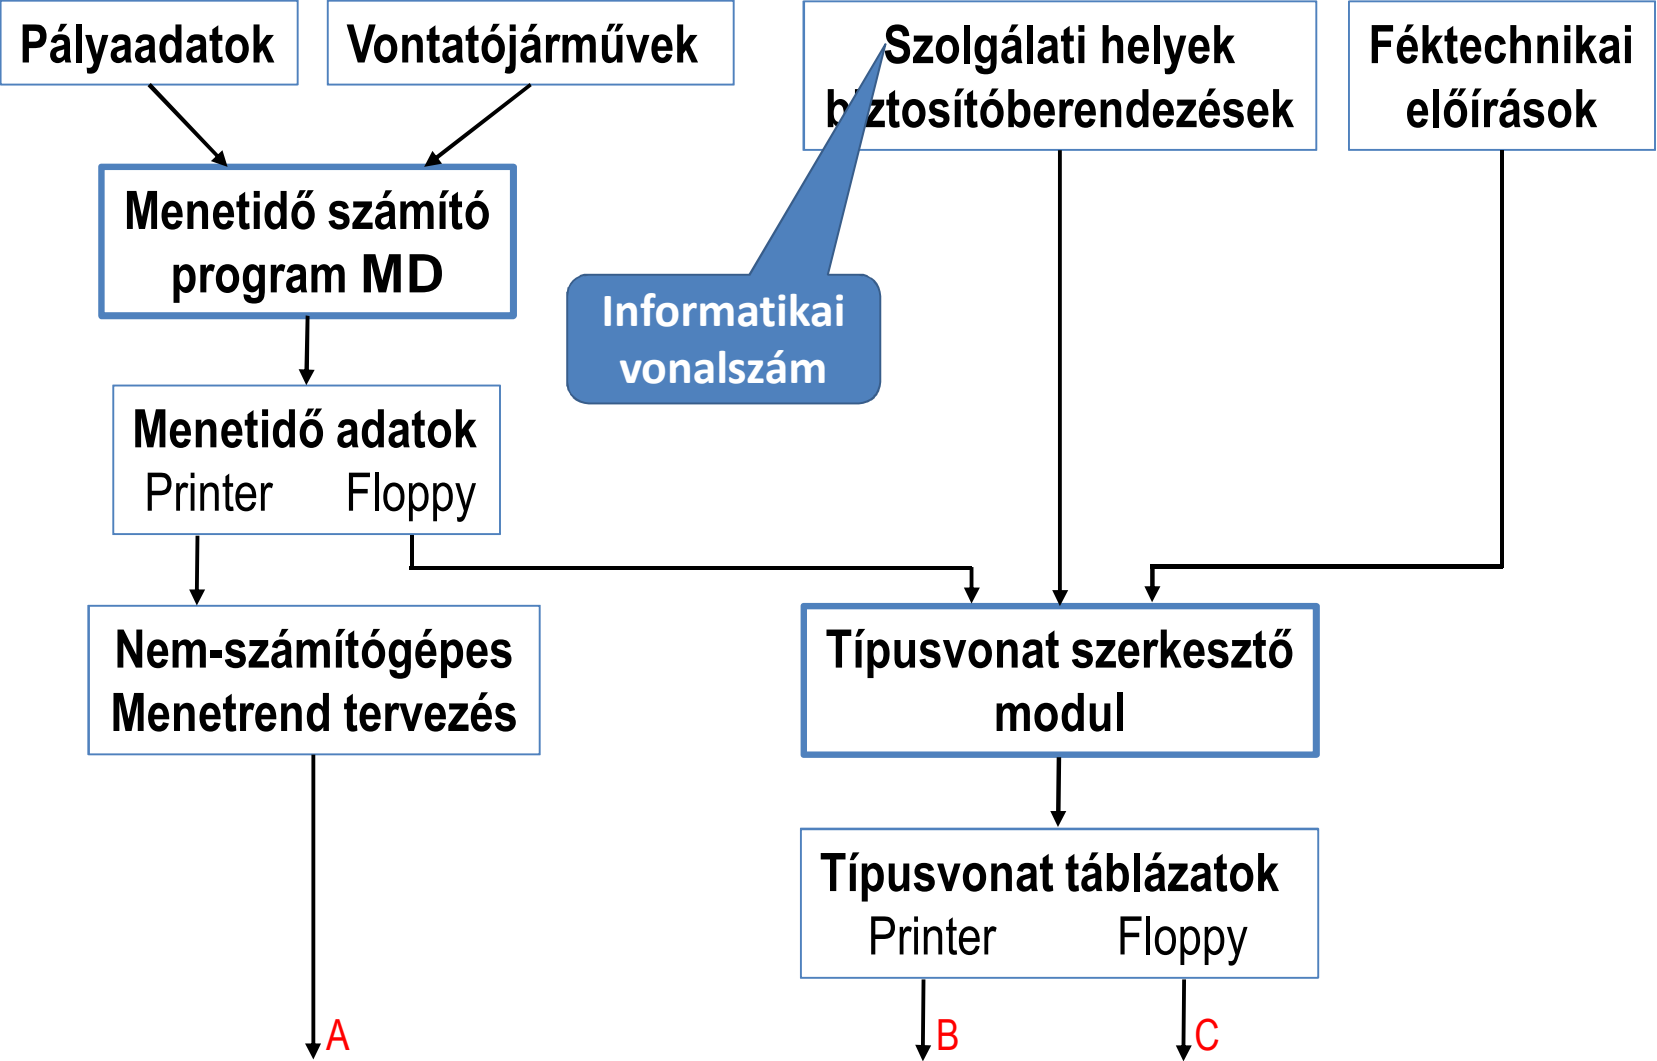 Pályaadatok
Vontatójárművek
Szolgálati helyek
biztosítóberendezések
Féktechnikai
előírások
Menetidő számító
program MD
Informatikai
vonalszám
Menetidő adatok
Printer Floppy
Nem-számítógépes
Menetrend tervezés
Típusvonat szerkesztő
modul
Típusvonat táblázatok
Printer Floppy
A
B
C